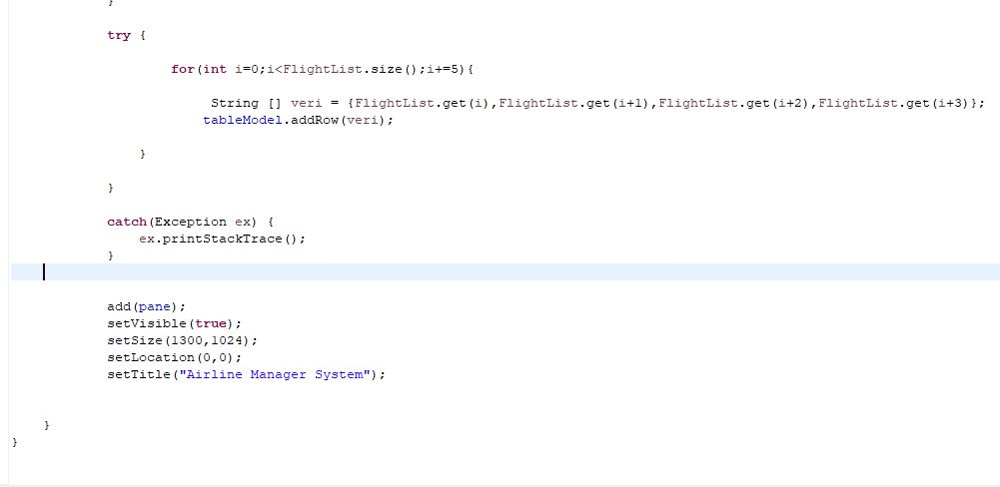 }
try {
for(int i=0;i<FlightList.size();i+=5){
String [] veri = {FlightList.get(i),FlightList.get(i+1),FlightList.get(i+2),FlightList.get(i+3)};
tableModel.addRow(veri);
}
}
catch(Exception ex) {
ex.printStackTrace();
}
add(pane);
setVisible(true);
setSize(1300,1024);
setLocation(0,0);
setTitle("Airline Manager System");
}
}